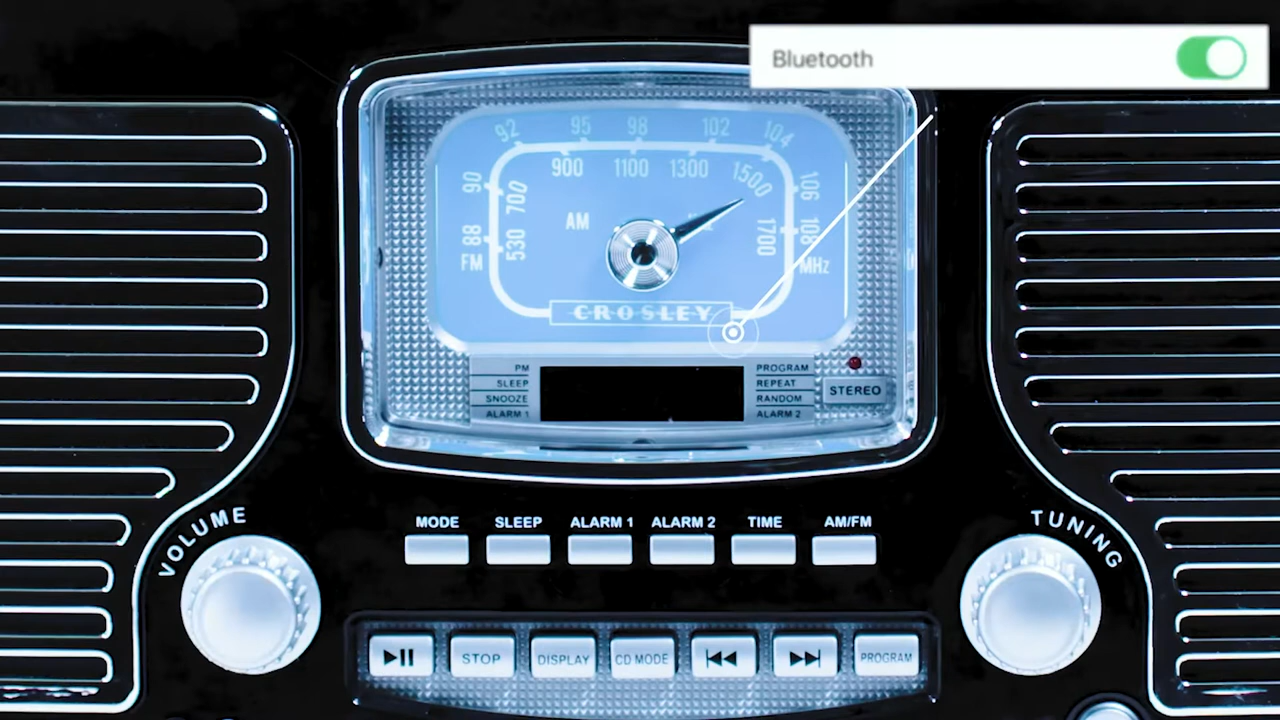 Bluetooth
92 95 98 102 104
900 1100 1300 1500
90 700 106
88 530 1700 108
AM
FM MHz
CROSLEY
PM
SLEEP
SNOOZE
ALARM 1
PROGRAM
REPEAT
RANDOM
ALARM 2
STEREO
VOLUME
MODE SLEEP ALARM 1 ALARM 2 TIME AM/FM
TUNING
STOP DISPLAY CD MODE PROGRAM